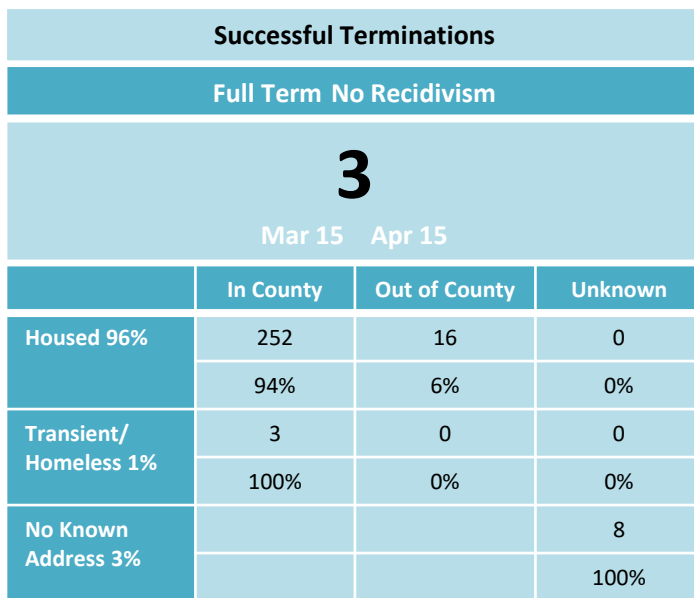 Successful Terminations
Full Term No Recidivism
3
Mar 15 Apr 15
In County Out of County Unknown
Housed 96% 252 16 0
94% 6% 0%
Transient/ 3 0 0
Homeless 1% 100% 0% 0%
No Known 8
Address 3% 100%